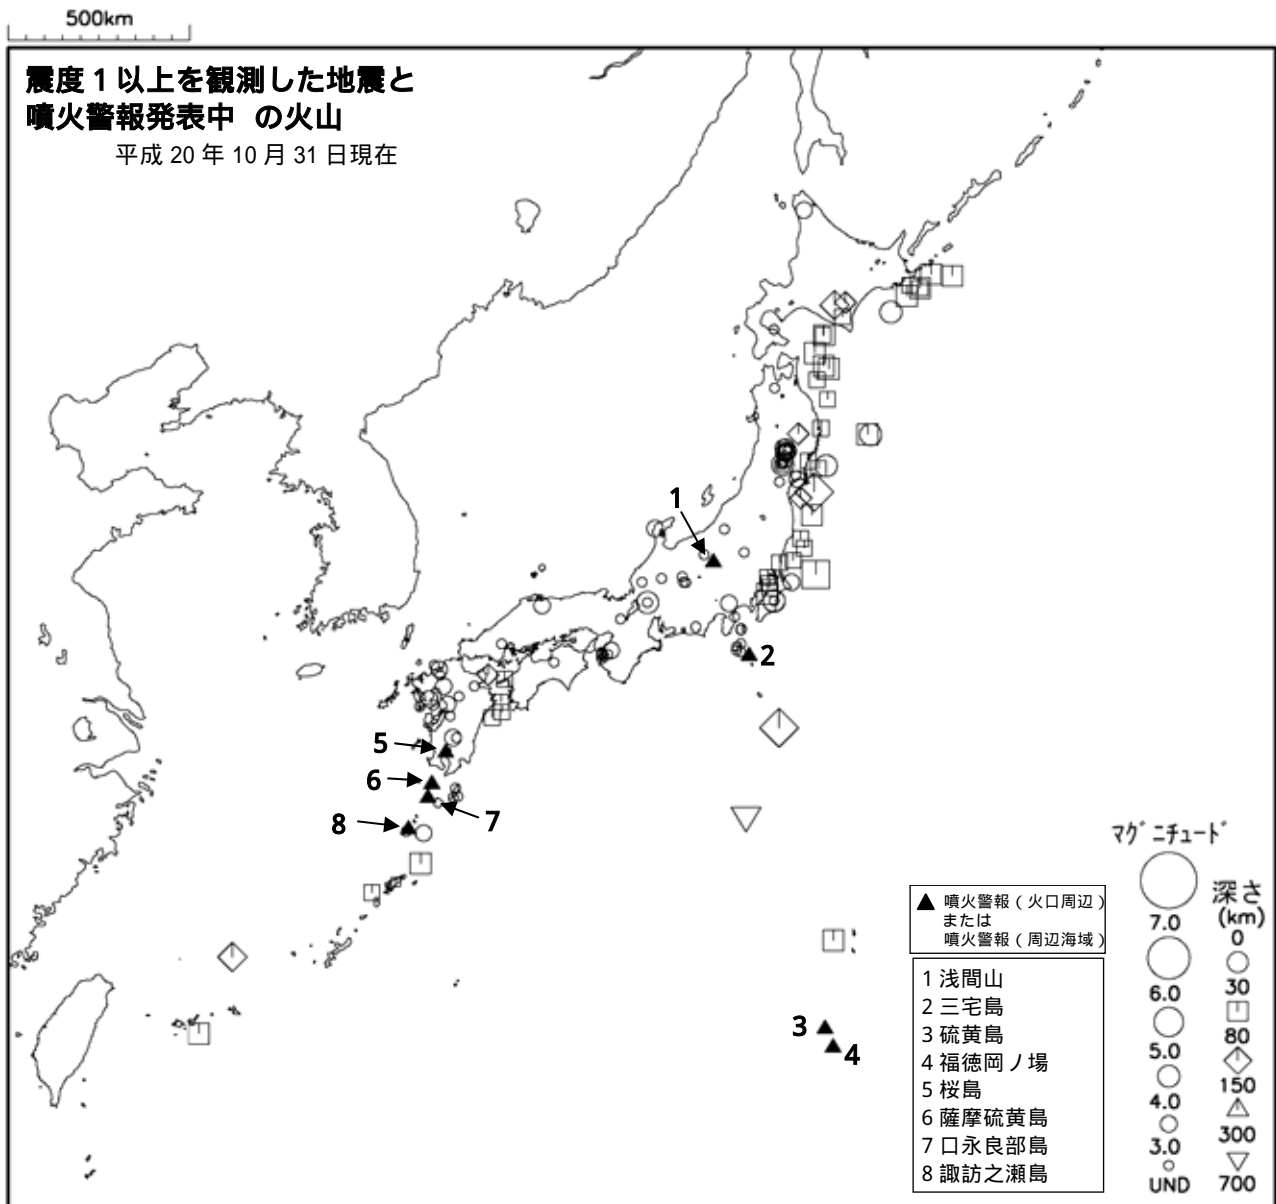 500km
震度１以上を観測した地震と
噴火警報発表中 の火山
平成 20 年 10 月 31 日現在
1
2
5
6
7
8
3
4
▲ 噴火警報（火口周辺）
または
噴火警報（周辺海域）
1 浅間山
2 三宅島
3 硫黄島
4 福徳岡ノ場
5 桜島
6 薩摩硫黄島
7 口永良部島
8 諏訪之瀬島
マグニチュード
7.0
6.0
5.0
4.0
3.0
UND
深さ
(km)
0
30
80
150
300
700